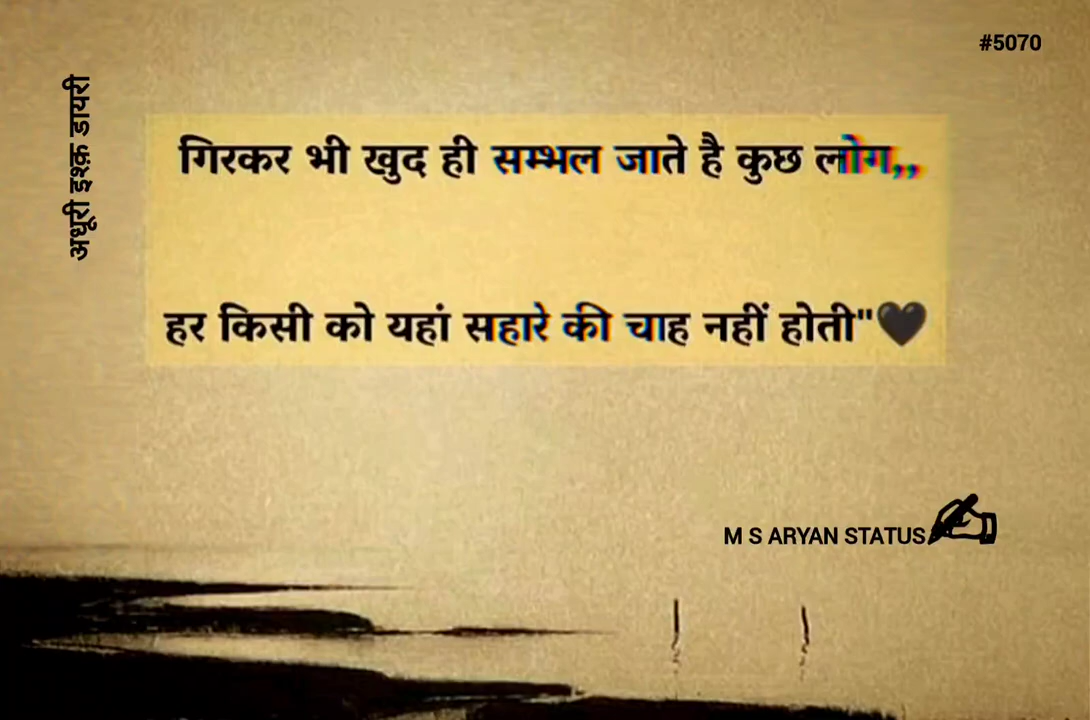 #5070
अधूरी इश्क़ डायरी
गिरकर भी खुद ही सम्भल जाते है कुछ लोग,,
हर किसी को यहां सहारे की चाह नहीं होती"🖤
M S ARYAN STATUS✍